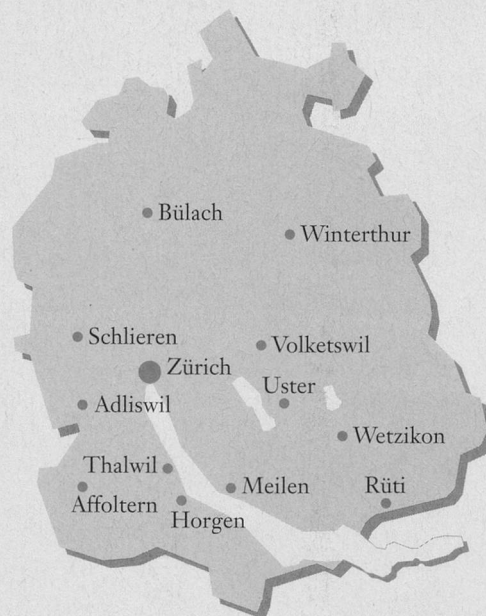 Bülach
Winterthur
Schlieren
Volketswil
Zürich
Uster
Adliswil
Wetzikon
Thalwil
Meilen
Rüti
Affoltern
Horgen